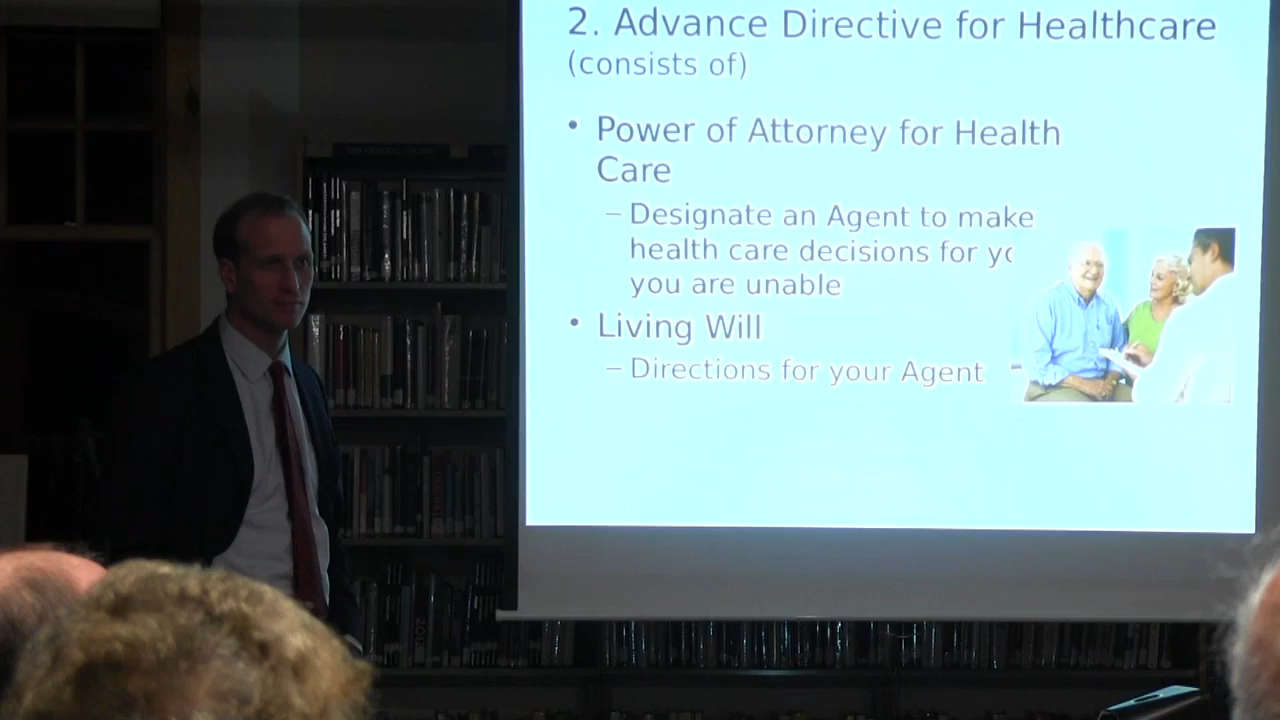 2. Advance Directive for Healthcare
(consists of)
• Power of Attorney for Health
Care
– Designate an Agent to make
health care decisions for yo
you are unable
• Living Will
– Directions for your Agent